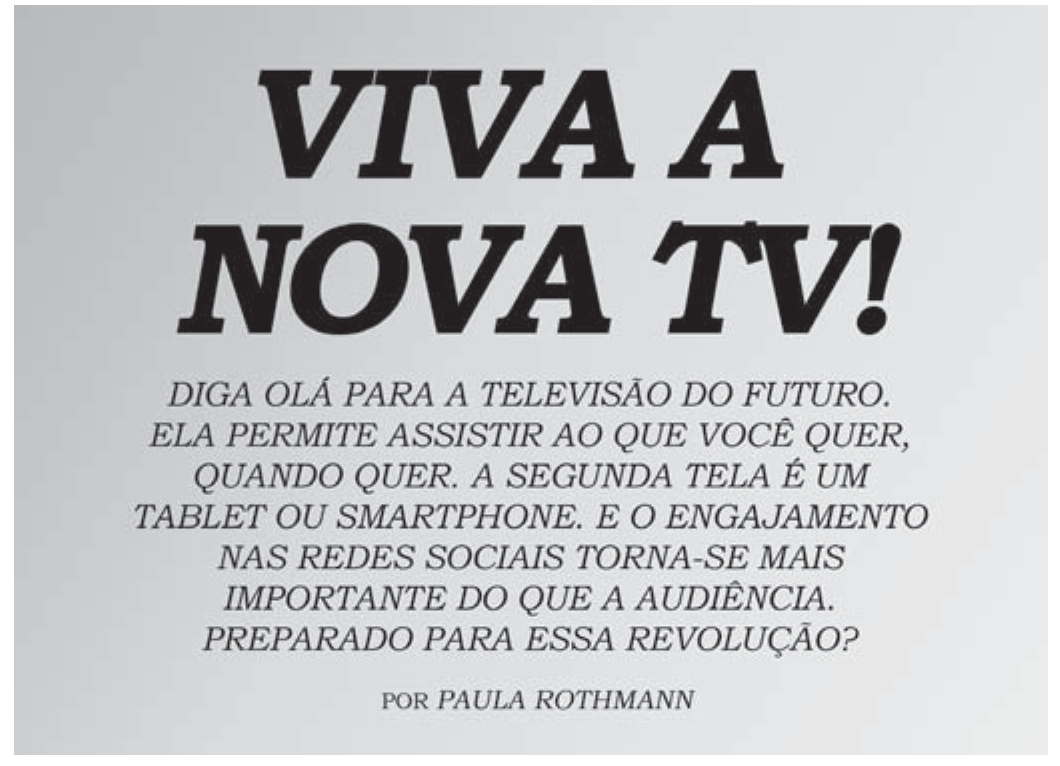 VIVA A
NOVA TV!
DIGA OLÁ PARA A TELEVISÃO DO FUTURO.
ELA PERMITE ASSISTIR AO QUE VOCÊ QUER,
QUANDO QUER. A SEGUNDA TELA É UM
TABLET OU SMARTPHONE. E O ENGAJAMENTO
NAS REDES SOCIAIS TORNA-SE MAIS
IMPORTANTE DO QUE A AUDIÊNCIA.
PREPARADO PARA ESSA REVOLUÇÃO?
POR PAULA ROTHMANN